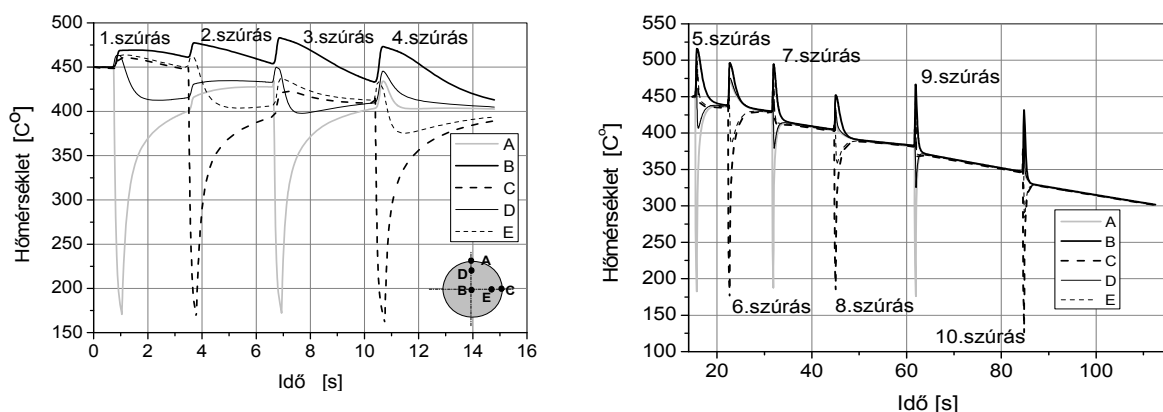 500
450
400
350
300
250
200
150
0
2
4
6
8
10
12
14
16
Hőmérséklet [C°]
Idő [s]
1.szúrás
2.szúrás
3.szúrás
4.szúrás
A
B
C
D
E
A
D
B
E
C
550
500
450
400
350
300
250
200
150
100
20
40
60
80
100
Hőmérséklet [C°]
Idő [s]
5.szúrás
7.szúrás
9.szúrás
6.szúrás
8.szúrás
10.szúrás
A
B
C
D
E